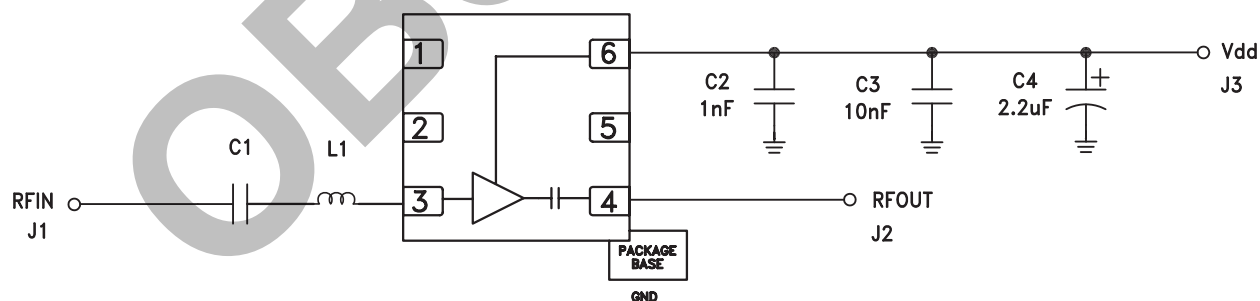 1
6
Vdd
J3
C2
1nF
C3
10nF
C4
+
2.2uF
2
5
C1
L1
RFIN
J1
3
4
RFOUT
J2
PACKAGE
BASE
GND
OB